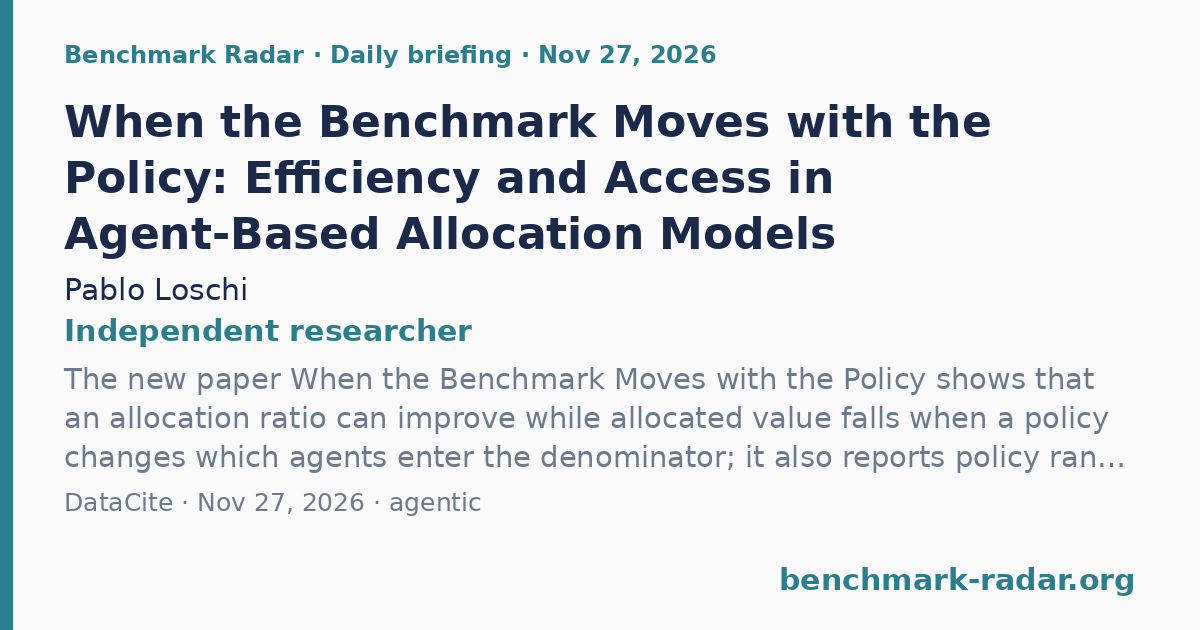 Benchmark Radar · Daily briefing · Nov 27, 2026
When the Benchmark Moves with the
Policy: Efficiency and Access in
Agent-Based Allocation Models
Pablo Loschi
Independent researcher
The new paper When the Benchmark Moves with the Policy shows that
an allocation ratio can improve while allocated value falls when a policy
changes which agents enter the denominator; it also reports policy ran…
DataCite · Nov 27, 2026 · agentic
benchmark-radar.org